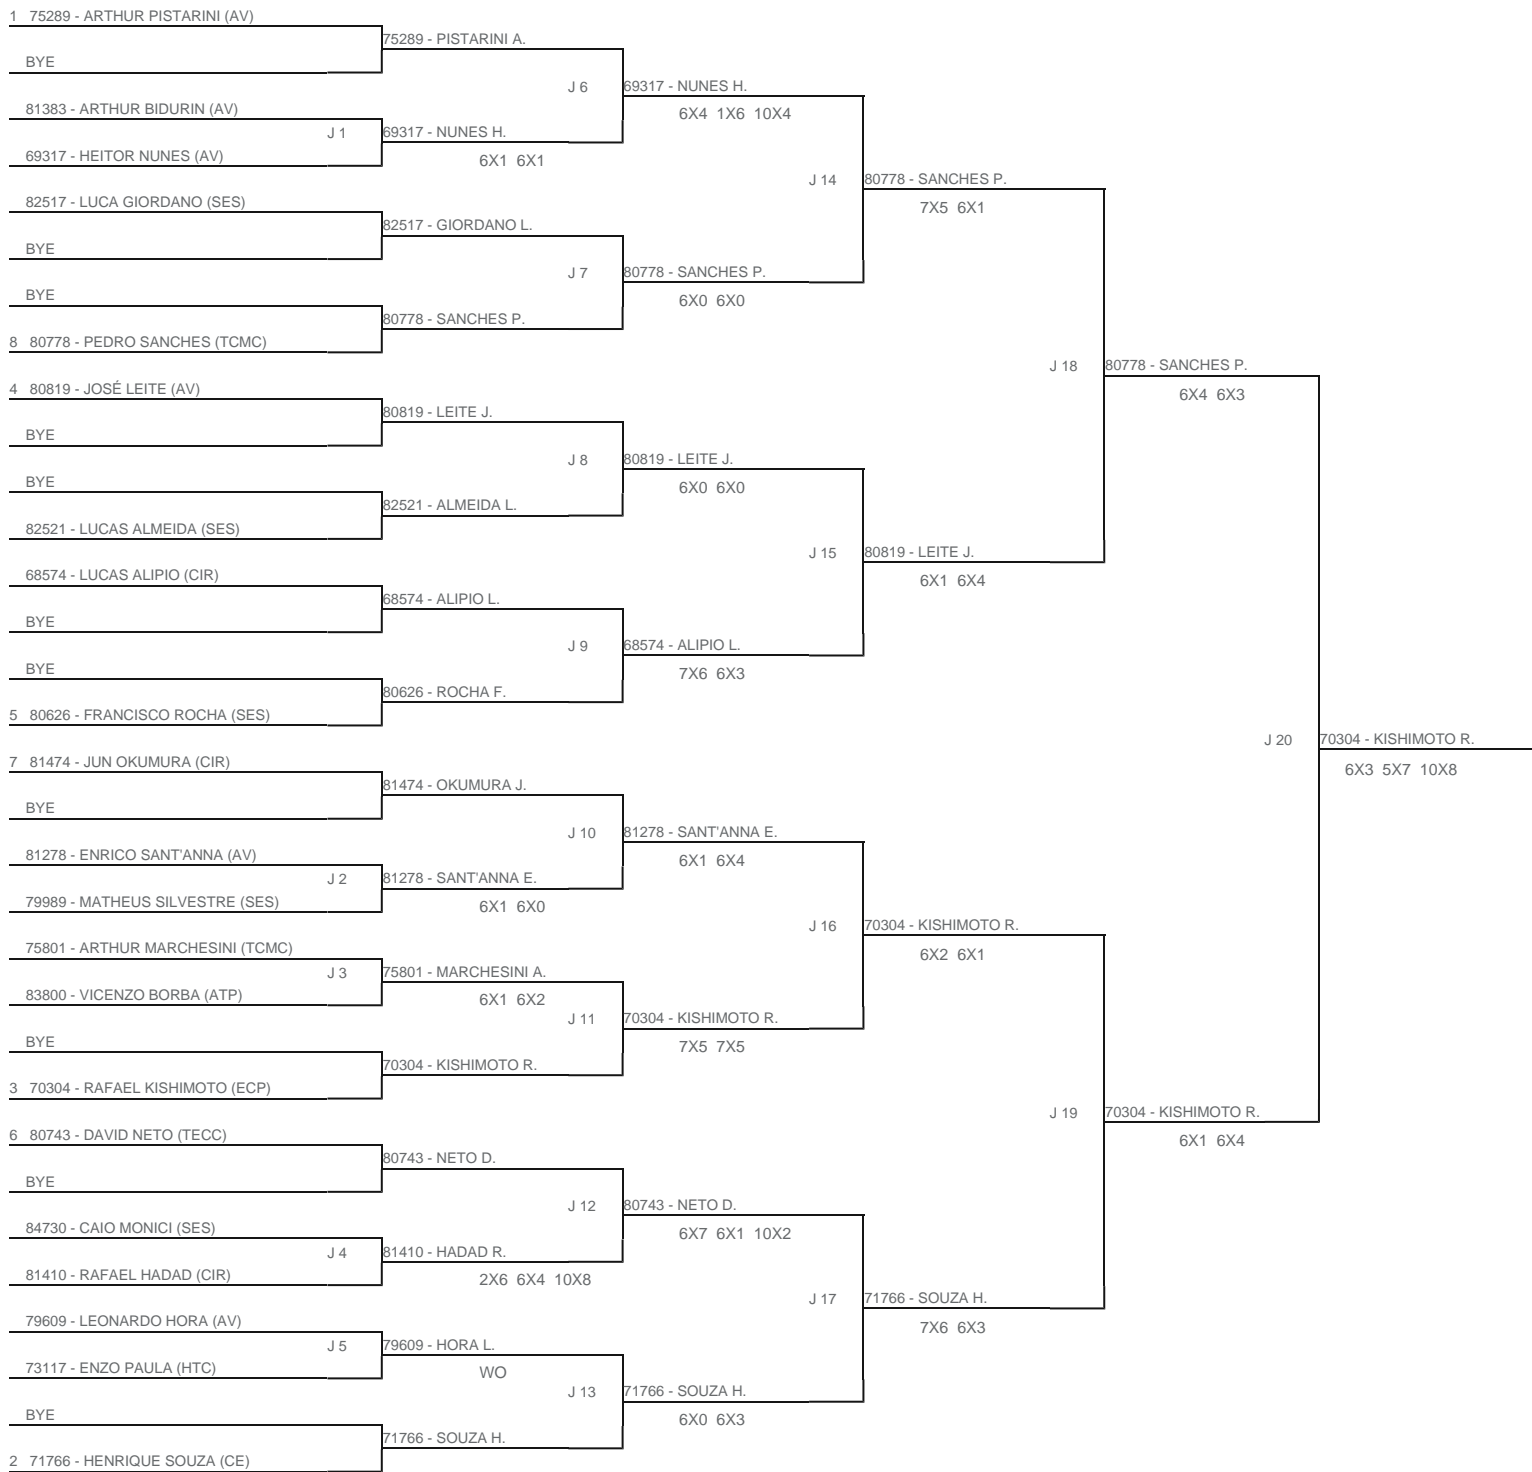 1 75289 - ARTHUR PISTARINI (AV)
75289 - PISTARINI A.
BYE
J 6
69317 - NUNES H.
6X4 1X6 10X4
81383 - ARTHUR BIDURIN (AV)
J 1
69317 - NUNES H.
6X1 6X1
69317 - HEITOR NUNES (AV)
J 14
80778 - SANCHES P.
7X5 6X1
82517 - LUCA GIORDANO (SES)
82517 - GIORDANO L.
BYE
J 7
80778 - SANCHES P.
6X0 6X0
BYE
80778 - SANCHES P.
8 80778 - PEDRO SANCHES (TCMC)
J 18
80778 - SANCHES P.
6X4 6X3
4 80819 - JOSÉ LEITE (AV)
80819 - LEITE J.
BYE
J 8
80819 - LEITE J.
6X0 6X0
BYE
82521 - ALMEIDA L.
82521 - LUCAS ALMEIDA (SES)
J 15
80819 - LEITE J.
6X1 6X4
68574 - LUCAS ALIPIO (CIR)
68574 - ALIPIO L.
BYE
J 9
68574 - ALIPIO L.
7X6 6X3
BYE
80626 - ROCHA F.
5 80626 - FRANCISCO ROCHA (SES)
J 20
70304 - KISHIMOTO R.
6X3 5X7 10X8
7 81474 - JUN OKUMURA (CIR)
81474 - OKUMURA J.
BYE
J 10
81278 - SANT'ANNA E.
6X1 6X4
81278 - ENRICO SANT'ANNA (AV)
J 2
81278 - SANT'ANNA E.
6X1 6X0
79989 - MATHEUS SILVESTRE (SES)
J 16
70304 - KISHIMOTO R.
6X2 6X1
75801 - ARTHUR MARCHESINI (TCMC)
J 3
75801 - MARCHESINI A.
6X1 6X2
83800 - VICENZO BORBA (ATP)
J 11
70304 - KISHIMOTO R.
7X5 7X5
BYE
70304 - KISHIMOTO R.
3 70304 - RAFAEL KISHIMOTO (ECP)
J 19
70304 - KISHIMOTO R.
6X1 6X4
6 80743 - DAVID NETO (TECC)
80743 - NETO D.
BYE
J 12
80743 - NETO D.
6X7 6X1 10X2
84730 - CAIO MONICI (SES)
J 4
81410 - HADAD R.
2X6 6X4 10X8
81410 - RAFAEL HADAD (CIR)
J 17
71766 - SOUZA H.
7X6 6X3
79609 - LEONARDO HORA (AV)
J 5
79609 - HORA L.
WO
73117 - ENZO PAULA (HTC)
J 13
71766 - SOUZA H.
6X0 6X3
BYE
71766 - SOUZA H.
2 71766 - HENRIQUE SOUZA (CE)